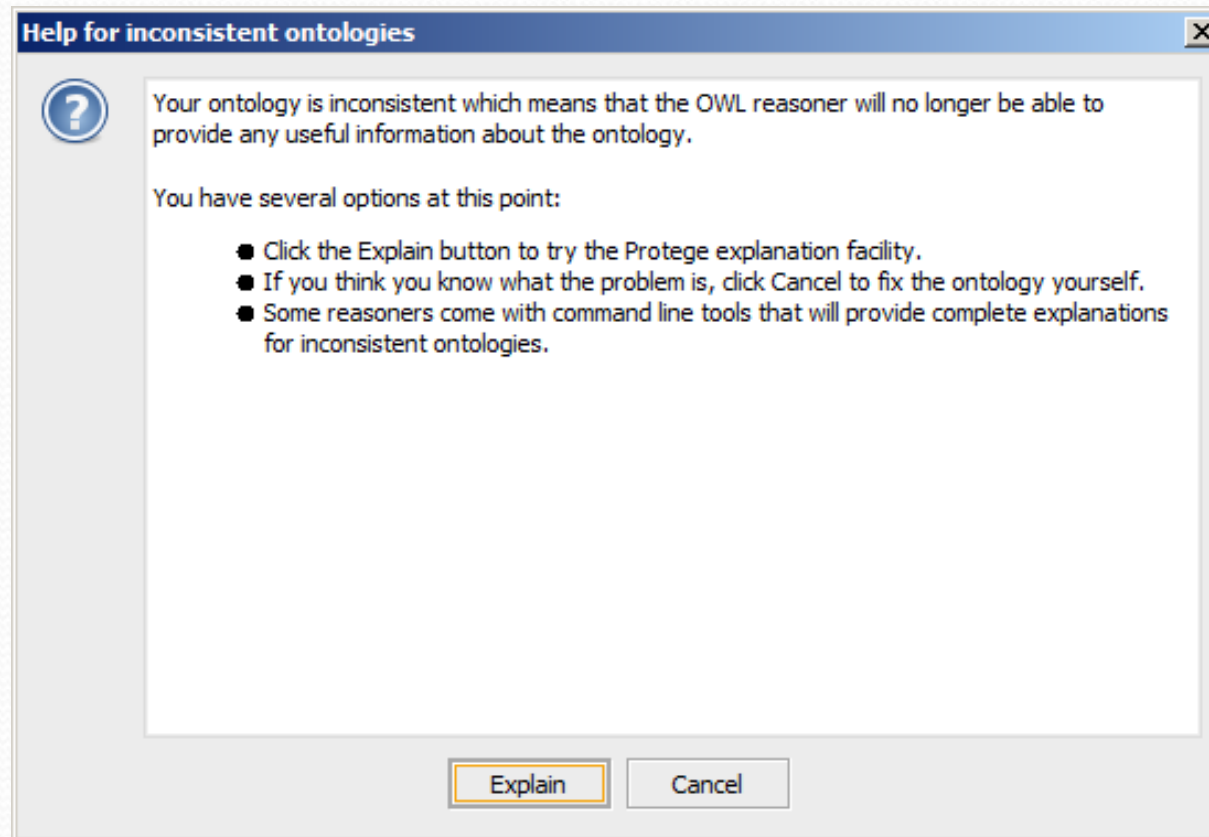 Help for inconsistent ontologies
Your ontology is inconsistent which means that the OWL reasoner will no longer be able to
provide any useful information about the ontology.
You have several options at this point:
● Click the Explain button to try the Protege explanation facility.
● If you think you know what the problem is, click Cancel to fix the ontology yourself.
● Some reasoners come with command line tools that will provide complete explanations
for inconsistent ontologies.
Explain
Cancel